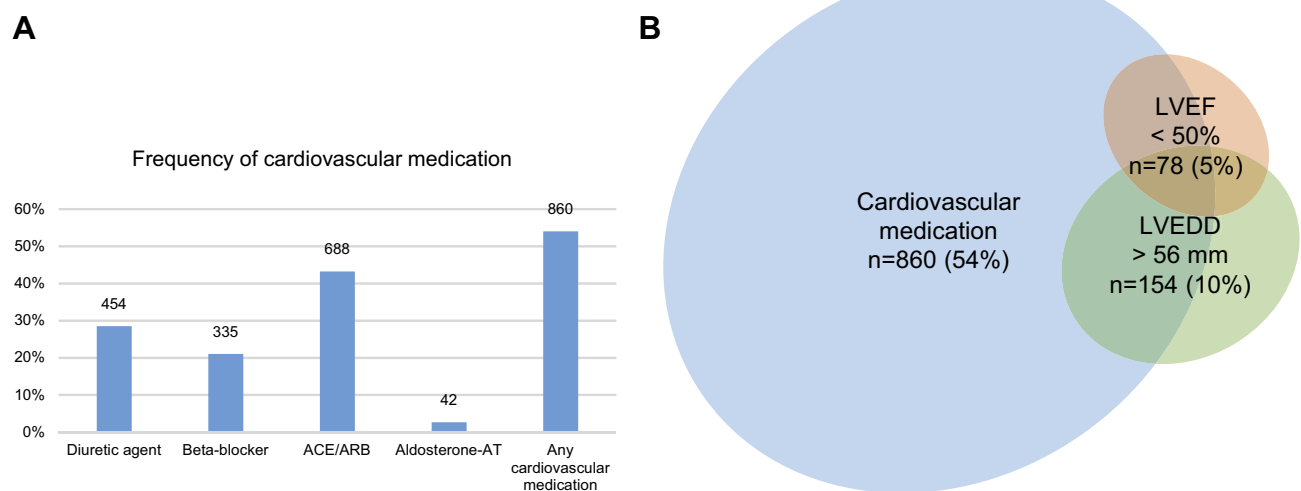 A
Frequency of cardiovascular medication
60%
50%
40%
30%
20%
10%
0%
454
335
688
42
860
Diuretic agent
Beta-blocker
ACE/ARB
Aldosterone-AT
Any
cardiovascular
medication
B
Cardiovascular
medication
n=860 (54%)
LVEF
< 50%
n=78 (5%)
LVEDD
> 56 mm
n=154 (10%)